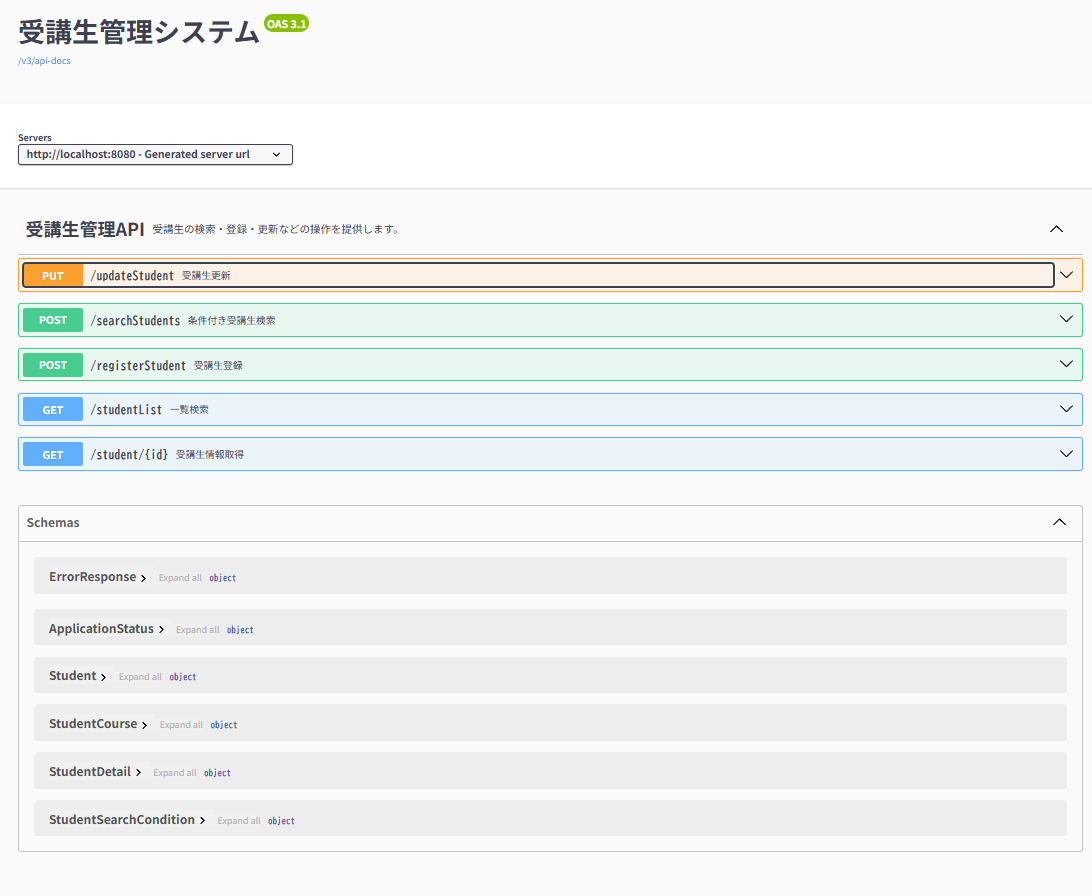 受講生管理システム OAS 3.1
/v3/api-docs
Servers
http://localhost:8080 - Generated server url
受講生管理API 受講生の検索・登録・更新などの操作を提供します。
PUT /updateStudent 受講生更新
POST /searchStudents 条件付き受講生検索
POST /registerStudent 受講生登録
GET /studentList 一覧検索
GET /student/{id} 受講生情報取得
Schemas
ErrorResponse Expand all object
ApplicationStatus Expand all object
Student Expand all object
StudentCourse Expand all object
StudentDetail Expand all object
StudentSearchCondition Expand all object